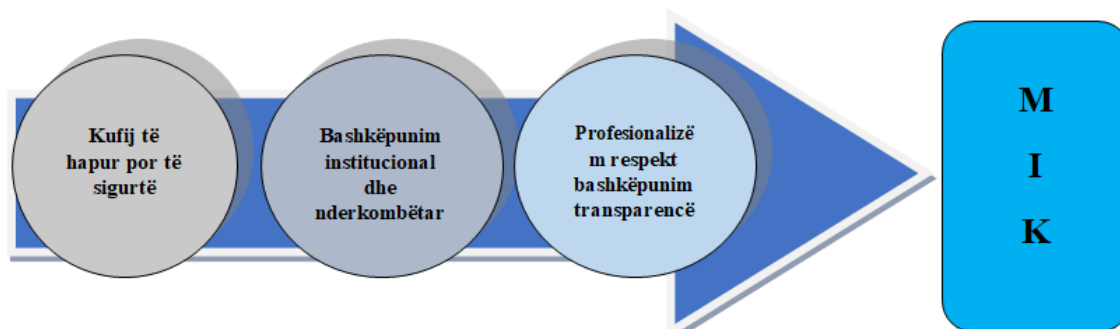 Kufij të
hapur por të
sigurtë
Bashkëpunim
institucional
dhe
nderkombëtar
Profesionalizë
m respekt
bashkëpunim
transparencë
M
I
K